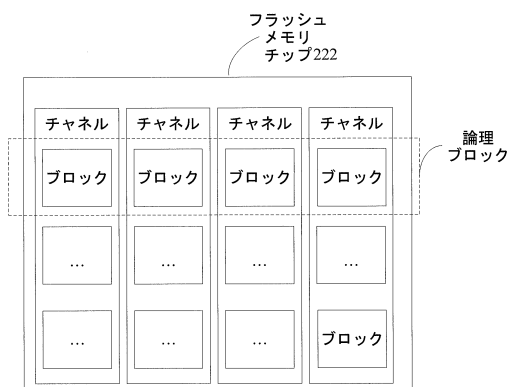 フラッシュ
メモリ
チップ222
チャネル チャネル チャネル チャネル
論理
ブロック
ブロック ブロック ブロック ブロック
... ... ... ...
... ... ... ブロック